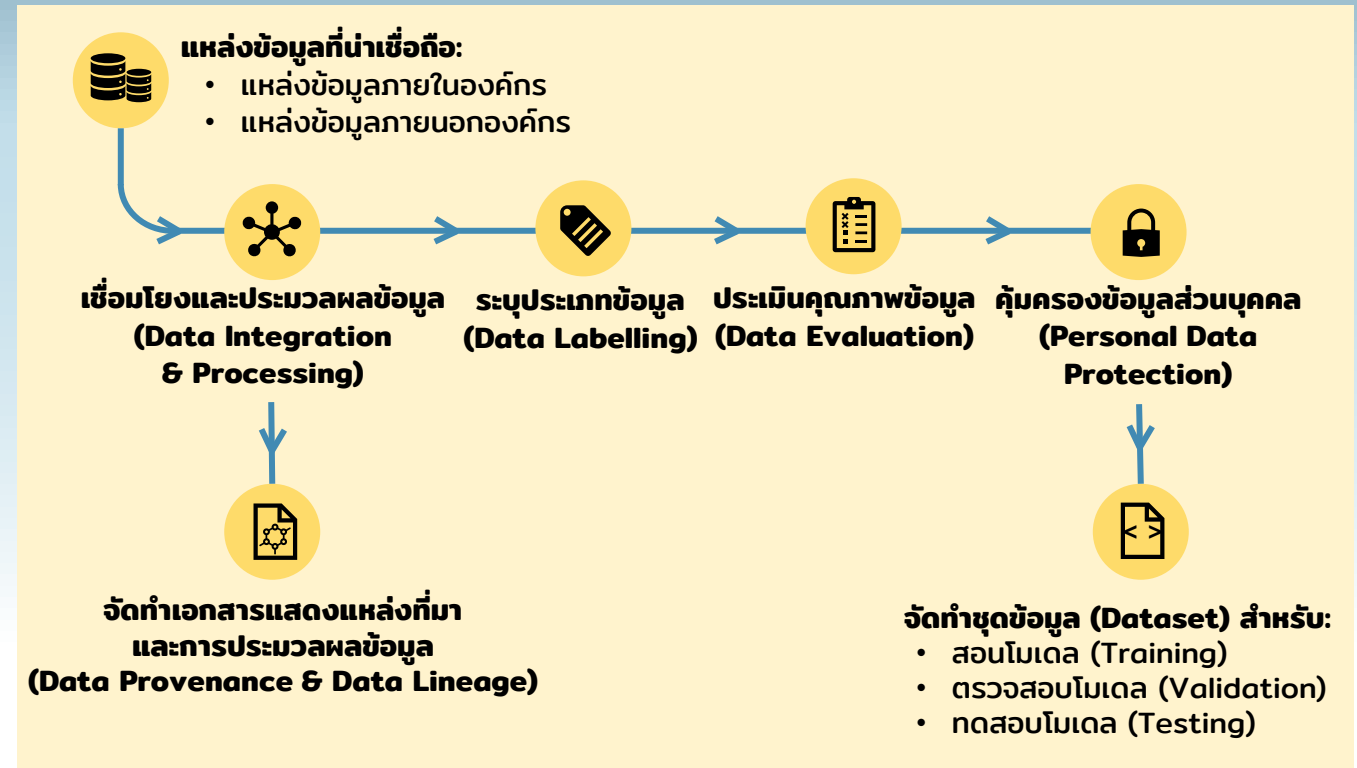 แหล่งข้อมูลที่น่าเชื่อถือ:
• แหล่งข้อมูลภายในองค์กร
• แหล่งข้อมูลภายนอกองค์กร
เชื่อมโยงและประมวลผลข้อมูล
(Data Integration
& Processing)
ระบุประเภทข้อมูล
(Data Labelling)
ประเมินคุณภาพข้อมูล
(Data Evaluation)
คุ้มครองข้อมูลส่วนบุคคล
(Personal Data
Protection)
จัดทำเอกสารแสดงแหล่งที่มา
และการประมวลผลข้อมูล
(Data Provenance & Data Lineage)
จัดทำชุดข้อมูล (Dataset) สำหรับ:
• สอนโมเดล (Training)
• ตรวจสอบโมเดล (Validation)
• ทดสอบโมเดล (Testing)